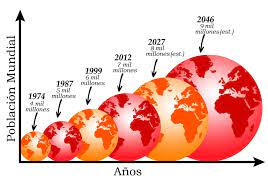 Población Mundial
1974
4 mil
millones
1987
5 mil
millones
1999
6 mil
millones
2012
7 mil
millones
2027
8 mil
millones(est.)
2046
9 mil
millones(est.)
Años